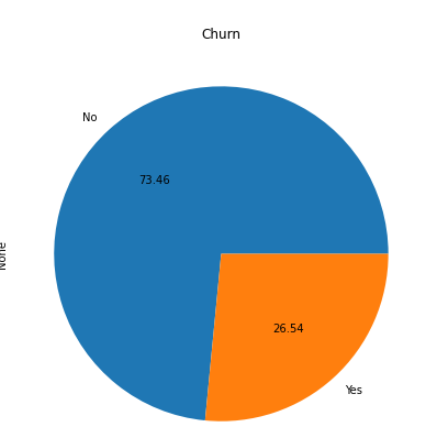 Churn
No
73.46
None
26.54
Yes